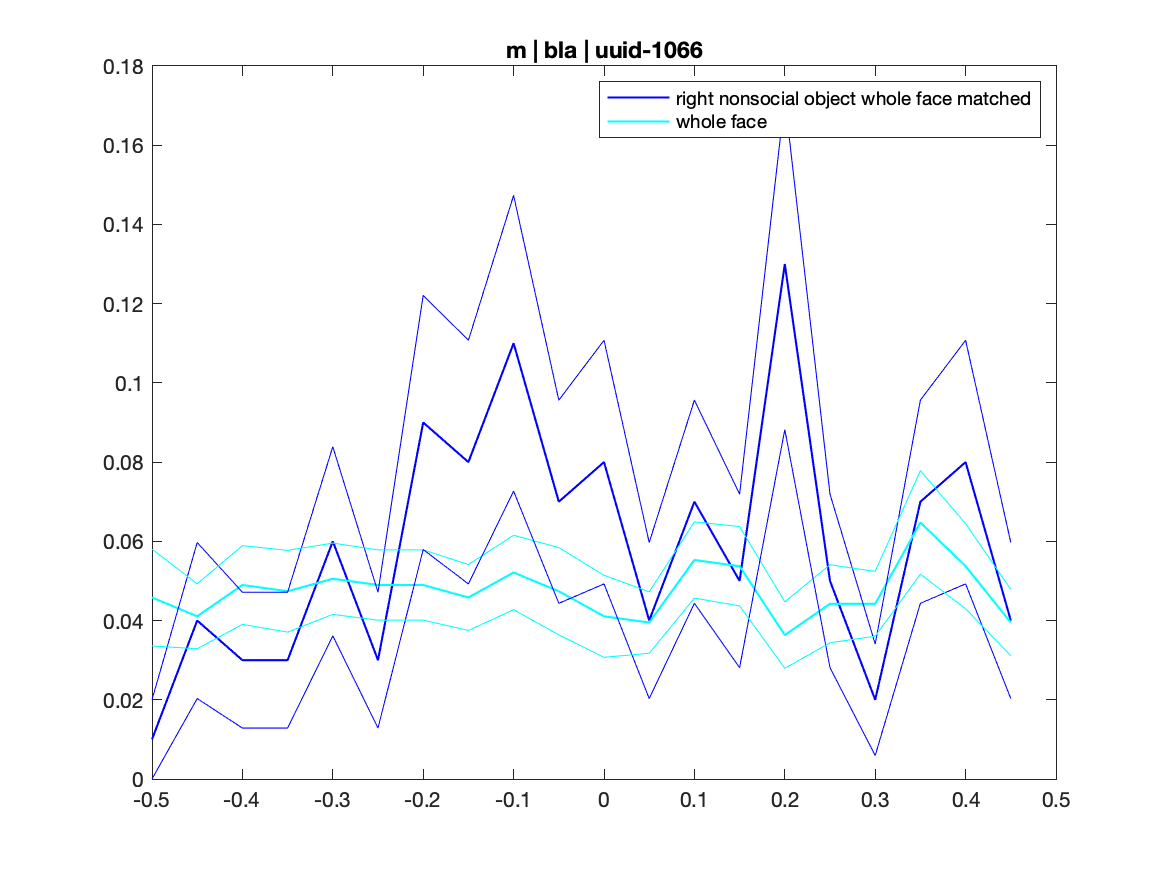 m | bla | uuid-1066
right nonsocial object whole face matched
whole face
0.18
0.16
0.14
0.12
0.1
0.08
0.06
0.04
0.02
0
-0.5 -0.4 -0.3 -0.2 -0.1 0 0.1 0.2 0.3 0.4 0.5